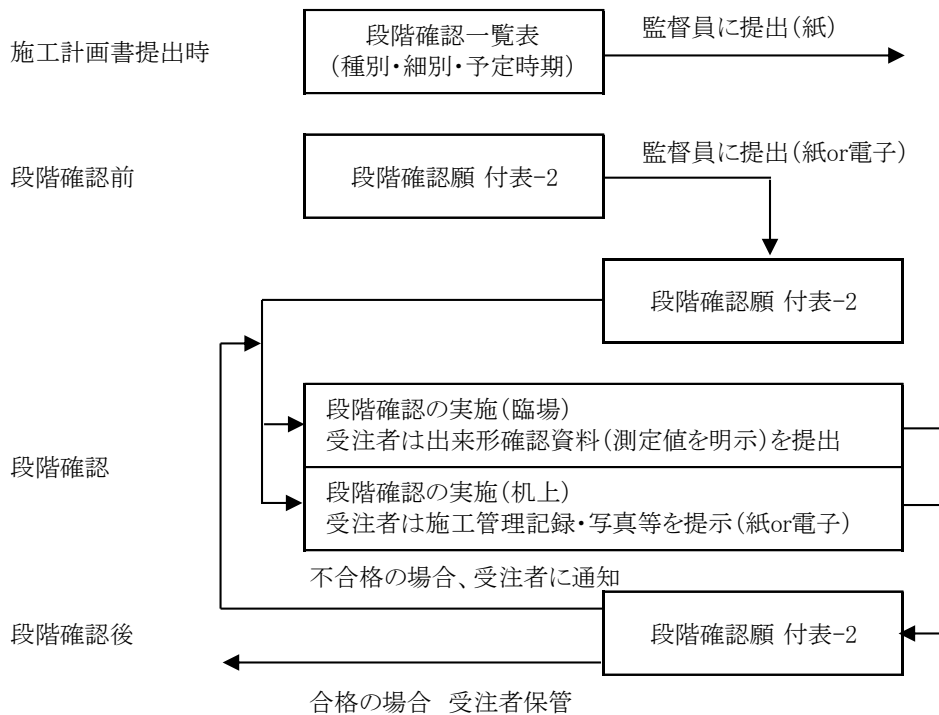 施工計画書提出時
段階確認一覧表
(種別・細別・予定時期)
監督員に提出(紙)
段階確認前
段階確認願 付表-2
監督員に提出(紙or電子)
段階確認願 付表-2
段階確認
段階確認の実施(臨場)
受注者は出来形確認資料(測定値を明示)を提出
段階確認の実施(机上)
受注者は施工管理記録・写真等を提示(紙or電子)
不合格の場合、受注者に通知
段階確認後
段階確認願 付表-2
合格の場合 受注者保管